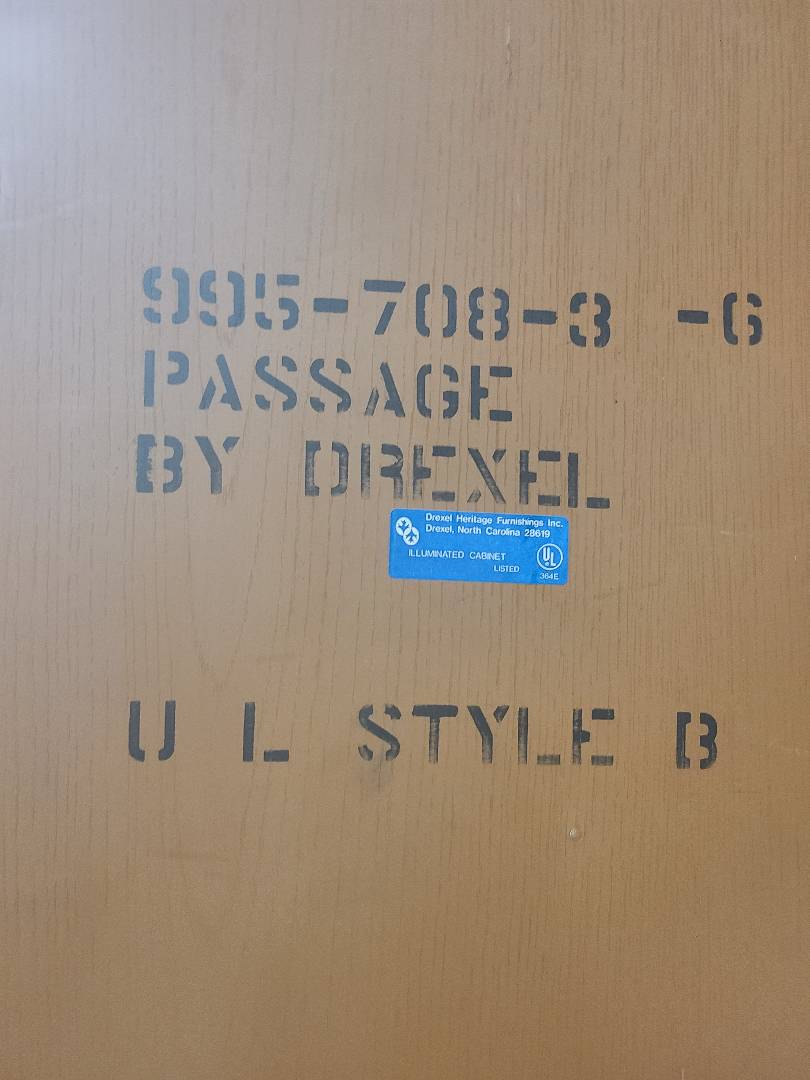 995-708-3 -6
PASSAGE
BY DREXEL
Drexel Heritage Furnishings Inc.
Drexel, North Carolina 28619
ILLUMINATED CABINET
LISTED
UL
364E
U L STYLE B